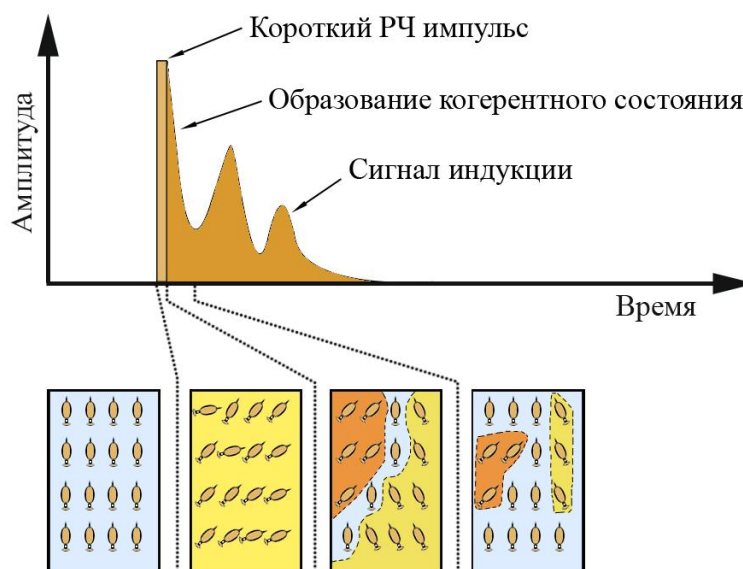 Короткий РЧ импульс
Образование когерентного состояния
Сигнал индукции
Амплитуда
Время